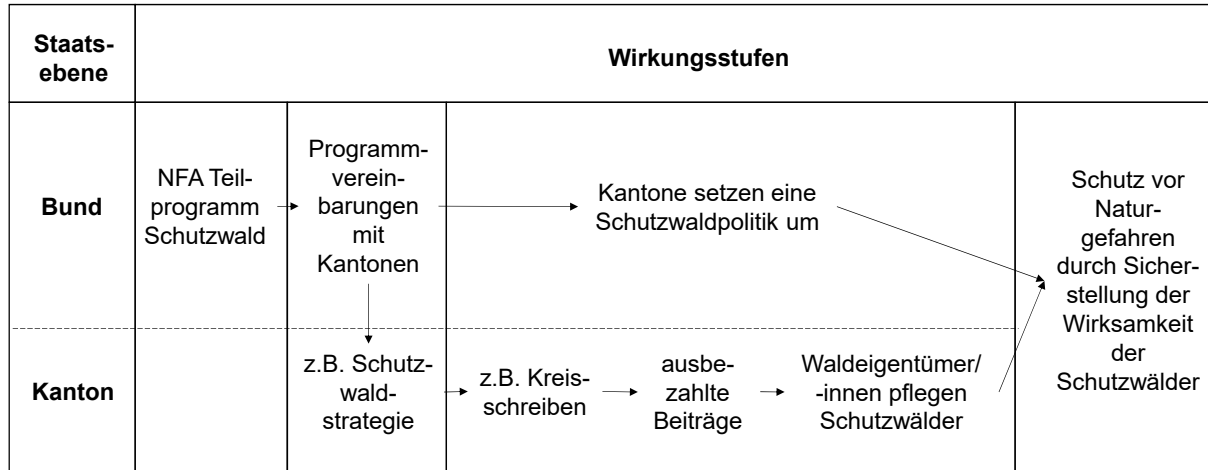 Staats-
ebene
Wirkungsstufen
Bund
NFA Teil-
programm
Schutzwald
Programm-
verein-
barungen
mit
Kantonen
Kantone setzen eine
Schutzwaldpolitik um
Schutz vor
Natur-
gefahren
durch Sicher-
stellung der
Wirksamkeit
der
Schutzwälder
Kanton
z.B. Schutz-
wald-
strategie
z.B. Kreis-
schreiben
ausbe-
zahlte
Beiträge
Waldeigentümer/
-innen pflegen
Schutzwälder